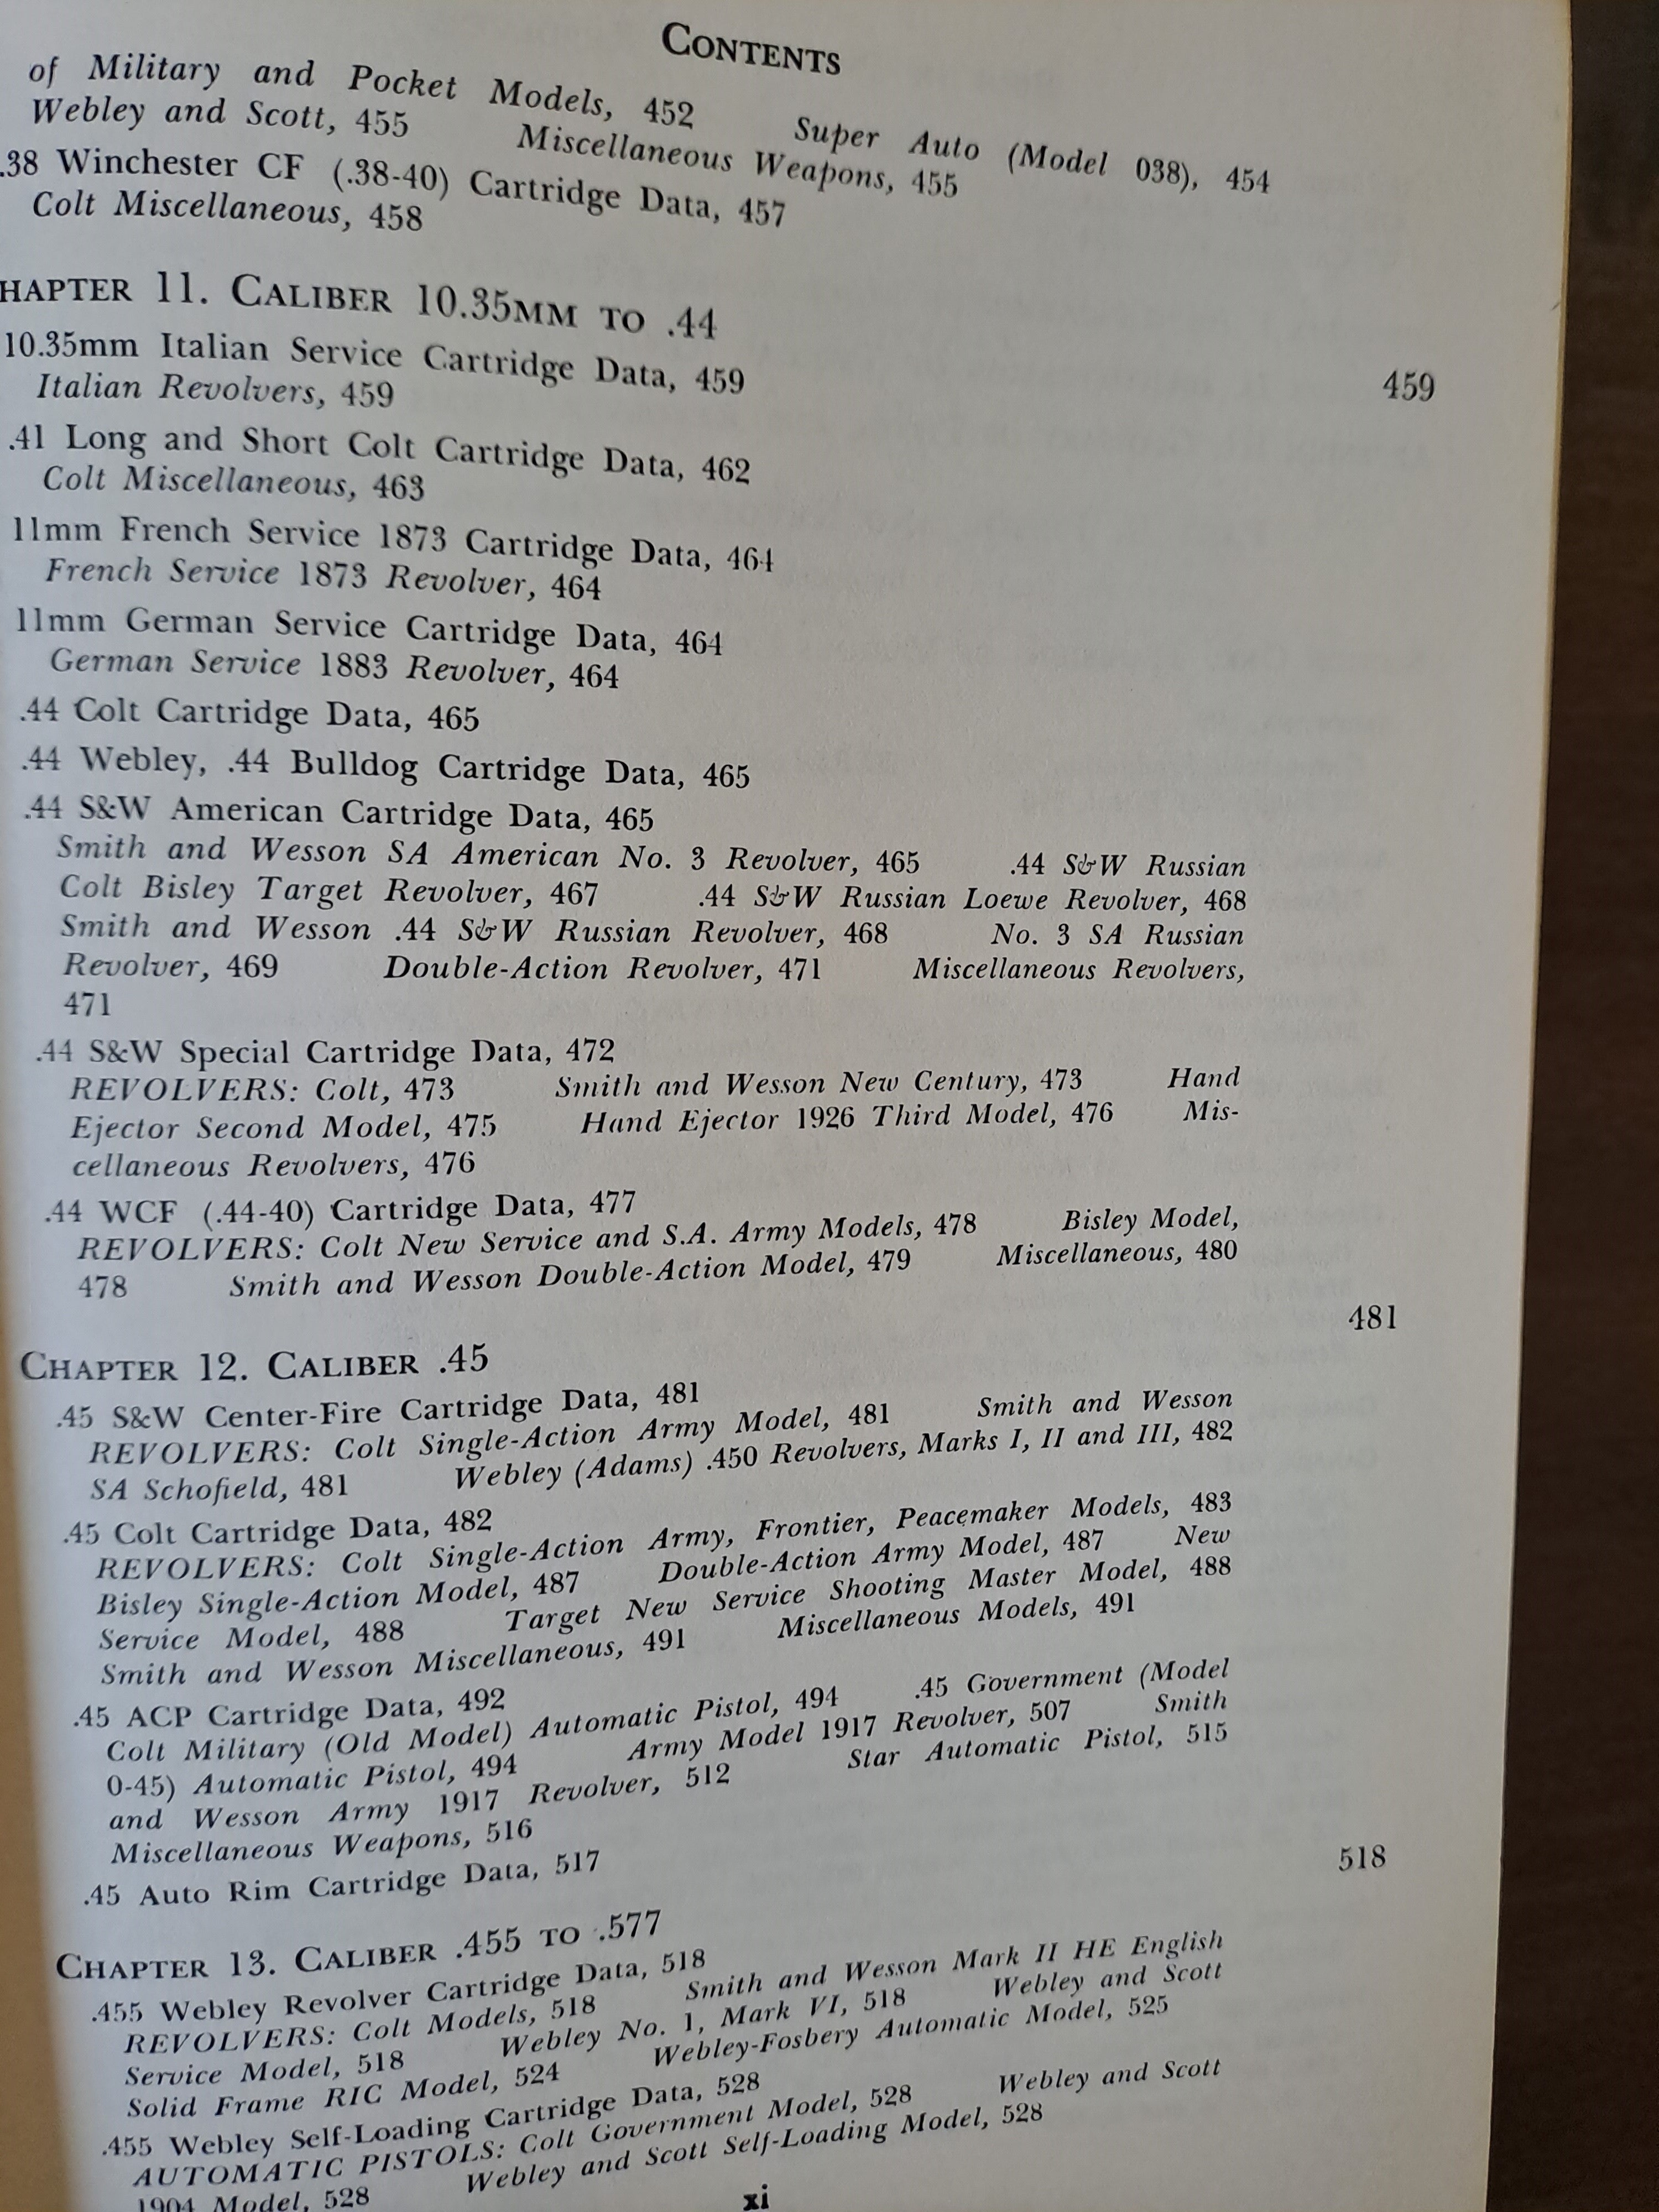 CONTENTS
of Military and Pocket Models, 452 Super Auto (Model 038), 454
Webley and Scott, 455 Miscellaneous Weapons, 455
.38 Winchester CF (.38-40) Cartridge Data, 457
Colt Miscellaneous, 458
HAPTER 11. CALIBER 10.35MM TO .44 459
10.35mm Italian Service Cartridge Data, 459
Italian Revolvers, 459
.41 Long and Short Colt Cartridge Data, 462
Colt Miscellaneous, 463
11mm French Service 1873 Cartridge Data, 464
French Service 1873 Revolver, 464
11mm German Service Cartridge Data, 464
German Service 1883 Revolver, 464
.44 Colt Cartridge Data, 465
.44 Webley, .44 Bulldog Cartridge Data, 465
.44 S&W American Cartridge Data, 465
Smith and Wesson SA American No. 3 Revolver, 465 .44 S&W Russian
Colt Bisley Target Revolver, 467 .44 S&W Russian Loewe Revolver, 468
Smith and Wesson .44 S&W Russian Revolver, 468 No. 3 SA Russian
Revolver, 469 Double-Action Revolver, 471 Miscellaneous Revolvers,
471
.44 S&W Special Cartridge Data, 472
REVOLVERS: Colt, 473 Smith and Wesson New Century, 473 Hand
Ejector Second Model, 475 Hand Ejector 1926 Third Model, 476 Mis-
cellaneous Revolvers, 476
.44 WCF (.44-40) Cartridge Data, 477
REVOLVERS: Colt New Service and S.A. Army Models, 478 Bisley Model,
478 Smith and Wesson Double-Action Model, 479 Miscellaneous, 480
CHAPTER 12. CALIBER .45 481
.45 S&W Center-Fire Cartridge Data, 481
REVOLVERS: Colt Single-Action Army Model, 481 Smith and Wesson
SA Schofield, 481 Webley (Adams) .450 Revolvers, Marks I, II and III, 482
.45 Colt Cartridge Data, 482
REVOLVERS: Colt Single-Action Army, Frontier, Peacemaker Models, 483
Bisley Single-Action Model, 487 Double-Action Army Model, 487 New
Service Model, 488 Target New Service Shooting Master Model, 488
Smith and Wesson Miscellaneous, 491 Miscellaneous Models, 491
.45 ACP Cartridge Data, 492
Colt Military (Old Model) Automatic Pistol, 494 .45 Government (Model
0-45) Automatic Pistol, 494 Army Model 1917 Revolver, 507 Smith
and Wesson Army 1917 Revolver, 512 Star Automatic Pistol, 515
Miscellaneous Weapons, 516
.45 Auto Rim Cartridge Data, 517
CHAPTER 13. CALIBER .455 TO .577 518
.455 Webley Revolver Cartridge Data, 518
REVOLVERS: Colt Models, 518 Smith and Wesson Mark II HE English
Service Model, 518 Webley No. 1, Mark VI, 518 Webley and Scott
Solid Frame RIC Model, 524 Webley-Fosbery Automatic Model, 525
.455 Webley Self-Loading Cartridge Data, 528
AUTOMATIC PISTOLS: Colt Government Model, 528 Webley and Scott
1904 Model, 528 Webley and Scott Self-Loading Model, 528
xi